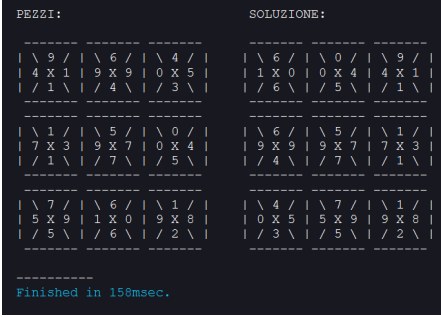 PEZZI:                         SOLUZIONE:
 ------- ------- -------        ------- ------- -------
| \ 9 / | \ 6 / | \ 4 / |      | \ 6 / | \ 0 / | \ 9 / |
| 4 X 1 | 9 X 9 | 0 X 5 |      | 1 X 0 | 0 X 4 | 4 X 1 |
| / 1 \ | / 4 \ | / 3 \ |      | / 6 \ | / 5 \ | / 1 \ |
 ------- ------- -------        ------- ------- -------
 ------- ------- -------        ------- ------- -------
| \ 1 / | \ 5 / | \ 0 / |      | \ 6 / | \ 5 / | \ 1 / |
| 7 X 3 | 9 X 7 | 0 X 4 |      | 9 X 9 | 9 X 7 | 7 X 3 |
| / 1 \ | / 7 \ | / 5 \ |      | / 4 \ | / 7 \ | / 1 \ |
 ------- ------- -------        ------- ------- -------
 ------- ------- -------        ------- ------- -------
| \ 7 / | \ 6 / | \ 1 / |      | \ 4 / | \ 7 / | \ 1 / |
| 5 X 9 | 1 X 0 | 9 X 8 |      | 0 X 5 | 5 X 9 | 9 X 8 |
| / 5 \ | / 6 \ | / 2 \ |      | / 3 \ | / 5 \ | / 2 \ |
 ------- ------- -------        ------- ------- -------
----------
Finished in 158msec.